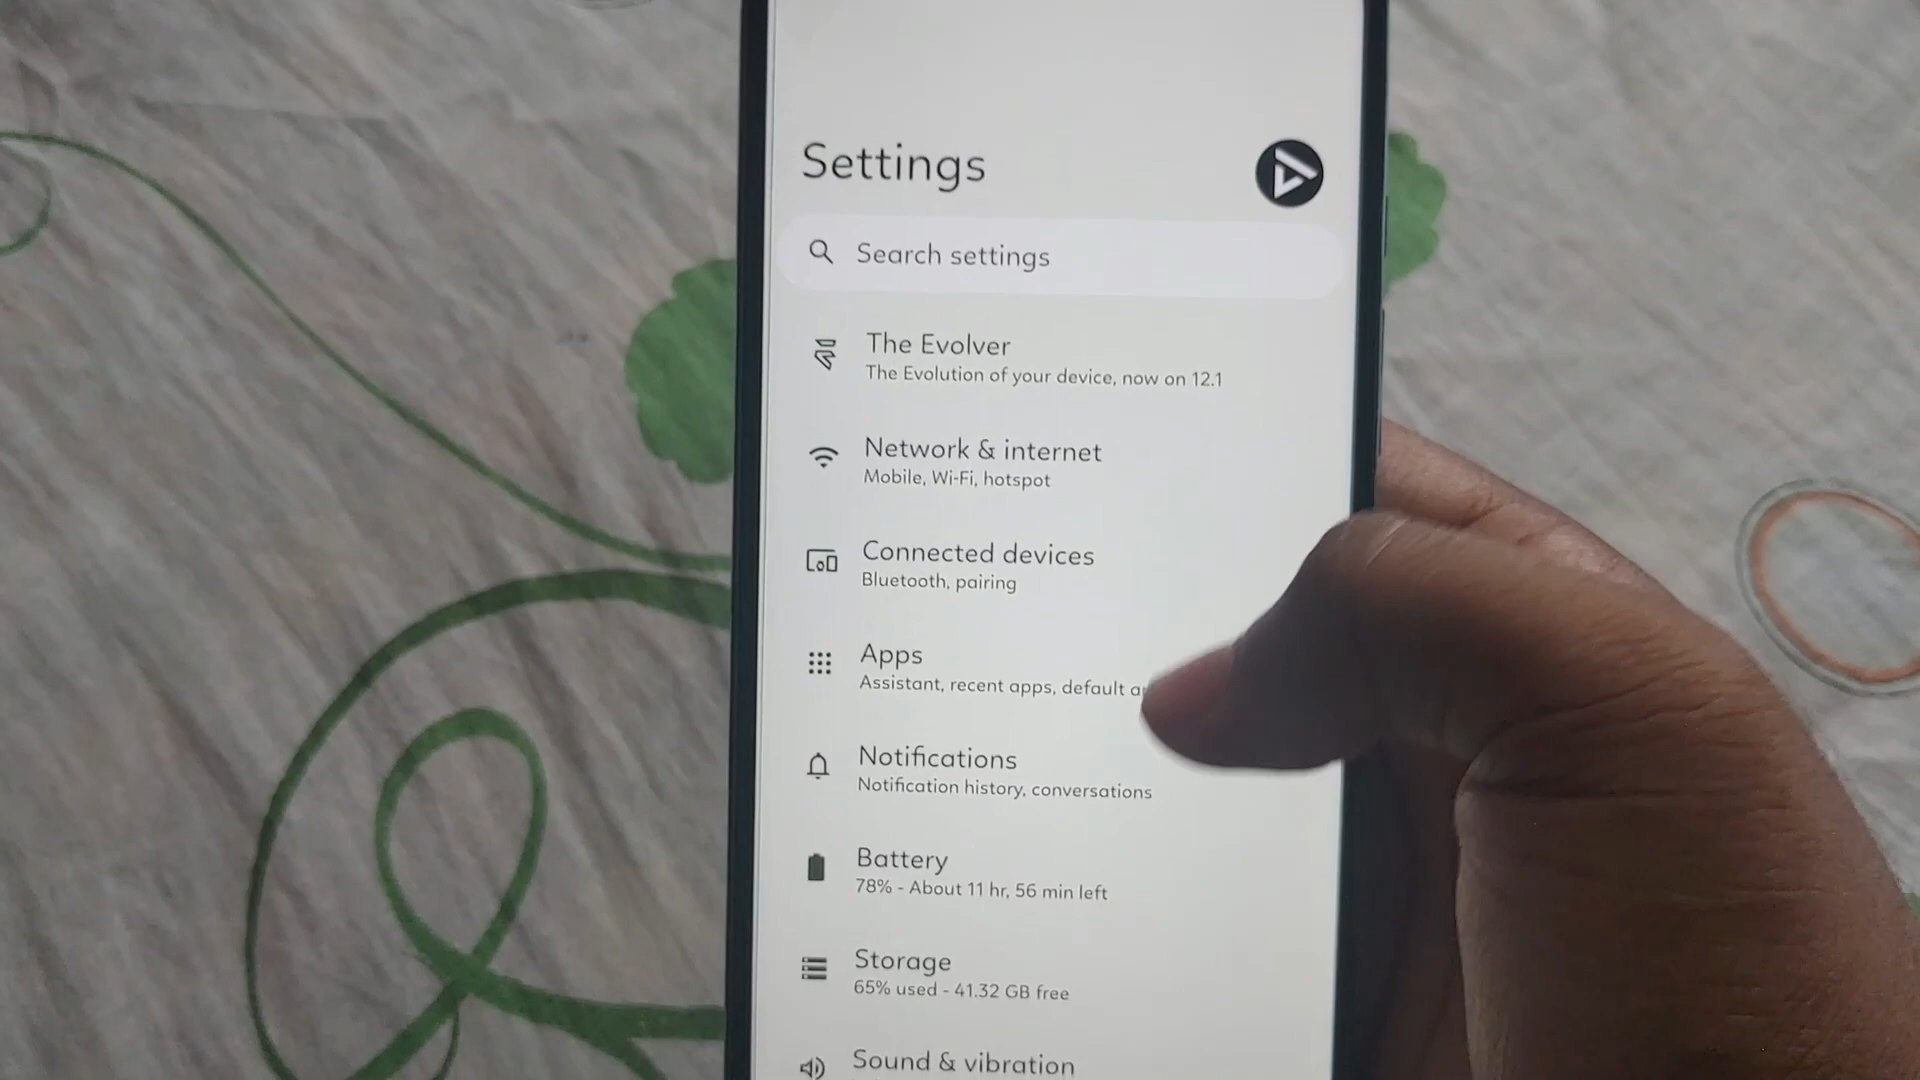 Settings
Search settings
The Evolver
The Evolution of your device, now on 12.1
Network & internet
Mobile, Wi-Fi, hotspot
Connected devices
Bluetooth, pairing
Apps
Assistant, recent apps, default
Notifications
Notification history, conversations
Battery
78% - About 11 hr, 56 min left
Storage
65% used - 41.32 GB free
Sound & vibration